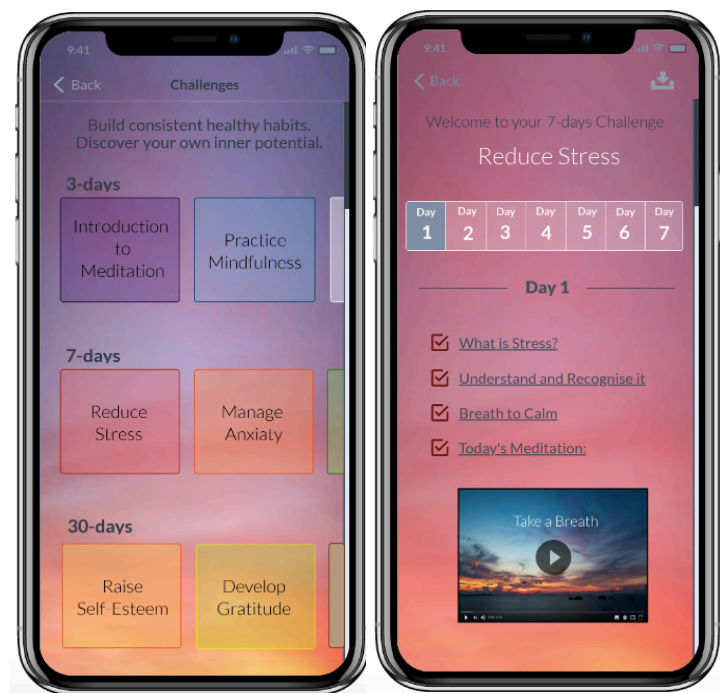 9:41
Back
Challenges
Build consistent healthy habits.
Discover your own inner potential.
3-days
Introduction
to
Meditation
Practice
Mindfulness
7-days
Reduce
Stress
Manage
Anxiaty
30-days
Raise
Self-Esteem
Develop
Gratitude
9:41
Back
Welcome to your 7-days Challenge
Reduce Stress
Day Day Day Day Day Day Day
1 2 3 4 5 6 7
Day 1
What is Stress?
Understand and Recognise it
Breath to Calm
Today's Meditation:
Take a Breath